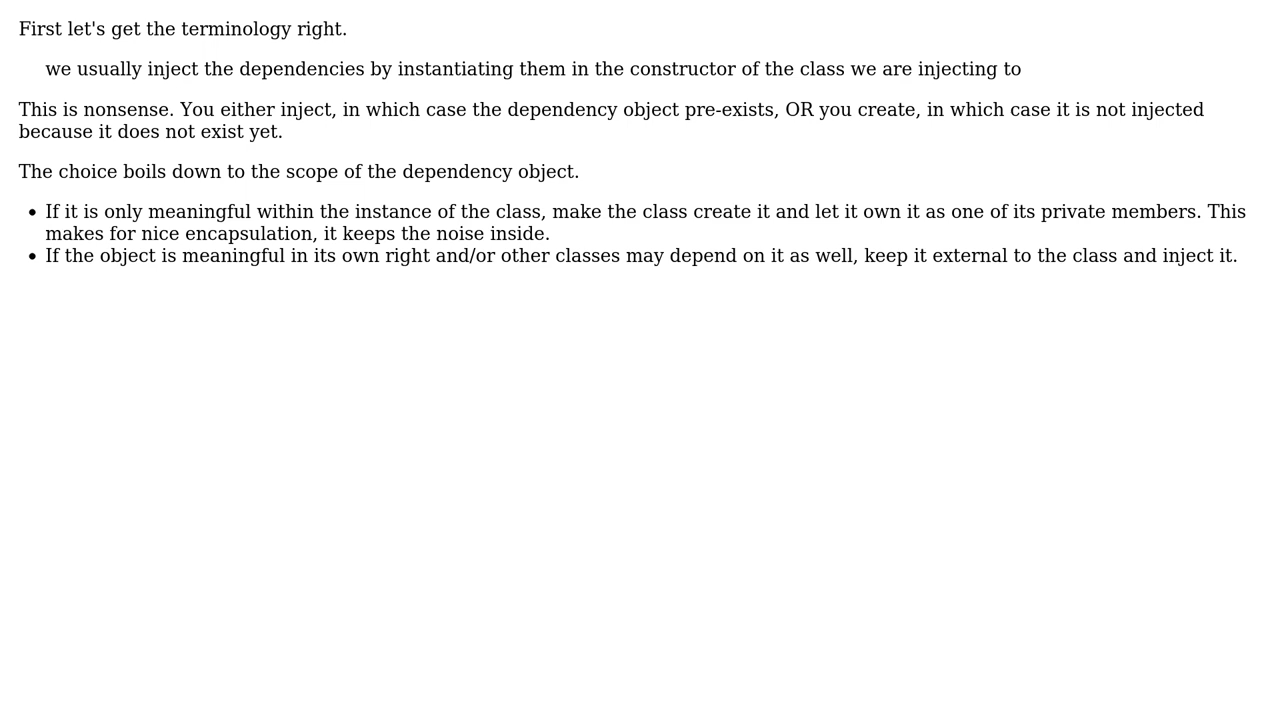 First let's get the terminology right.
we usually inject the dependencies by instantiating them in the constructor of the class we are injecting to
This is nonsense. You either inject, in which case the dependency object pre-exists, OR you create, in which case it is not injected
because it does not exist yet.
The choice boils down to the scope of the dependency object.
• If it is only meaningful within the instance of the class, make the class create it and let it own it as one of its private members. This
makes for nice encapsulation, it keeps the noise inside.
• If the object is meaningful in its own right and/or other classes may depend on it as well, keep it external to the class and inject it.